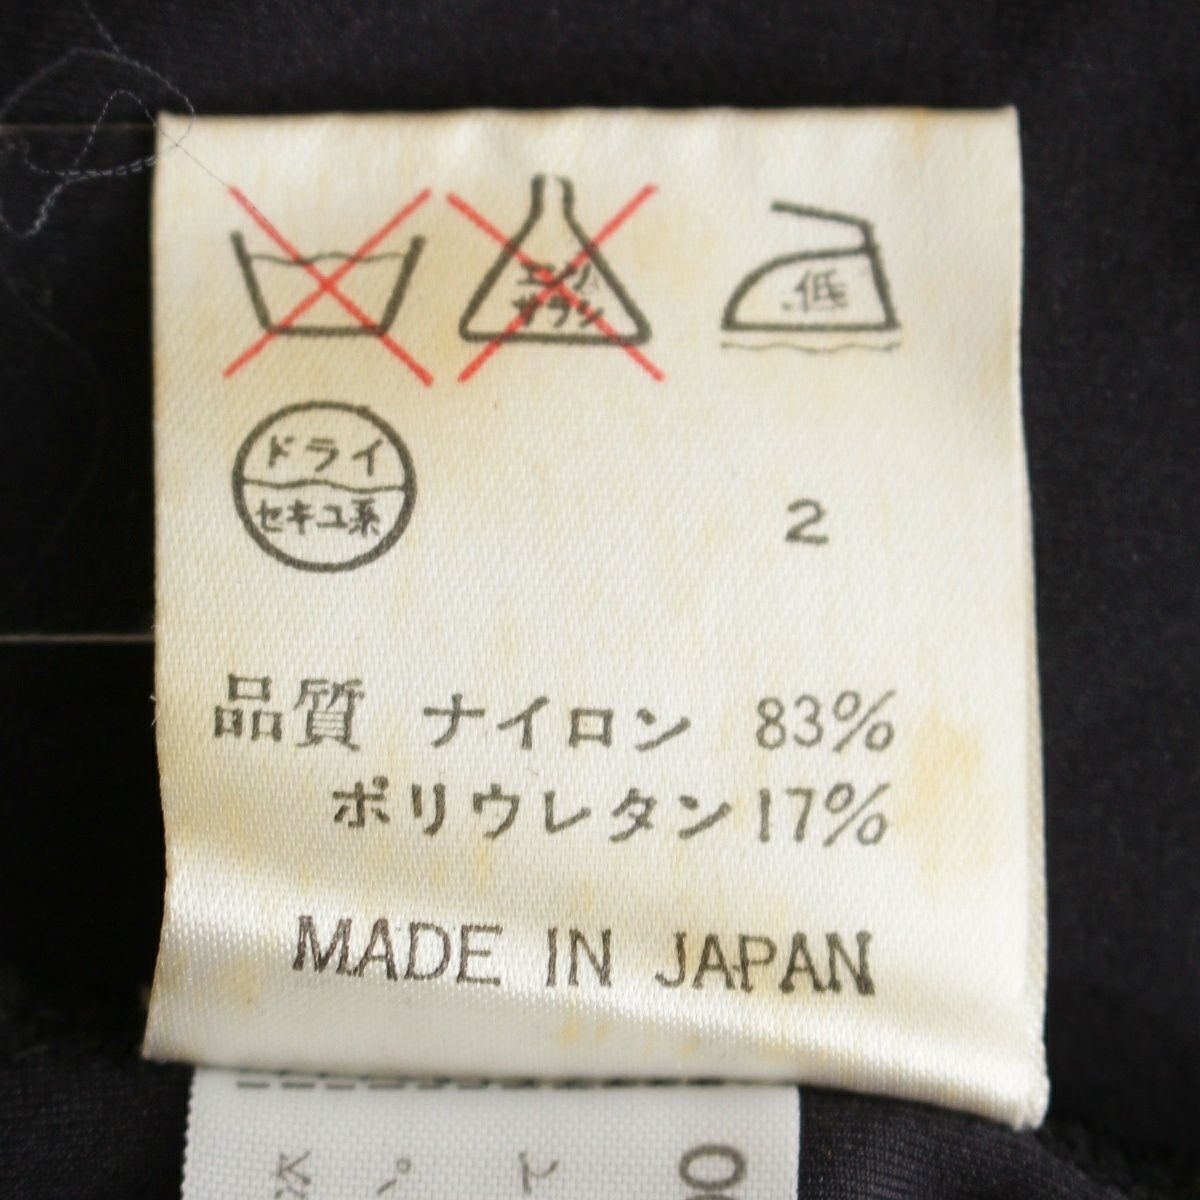 エンソ
サラシ
低
ドライ
セキユ系
2
品質 ナイロン 83%
ポリウレタン 17%
MADE IN JAPAN